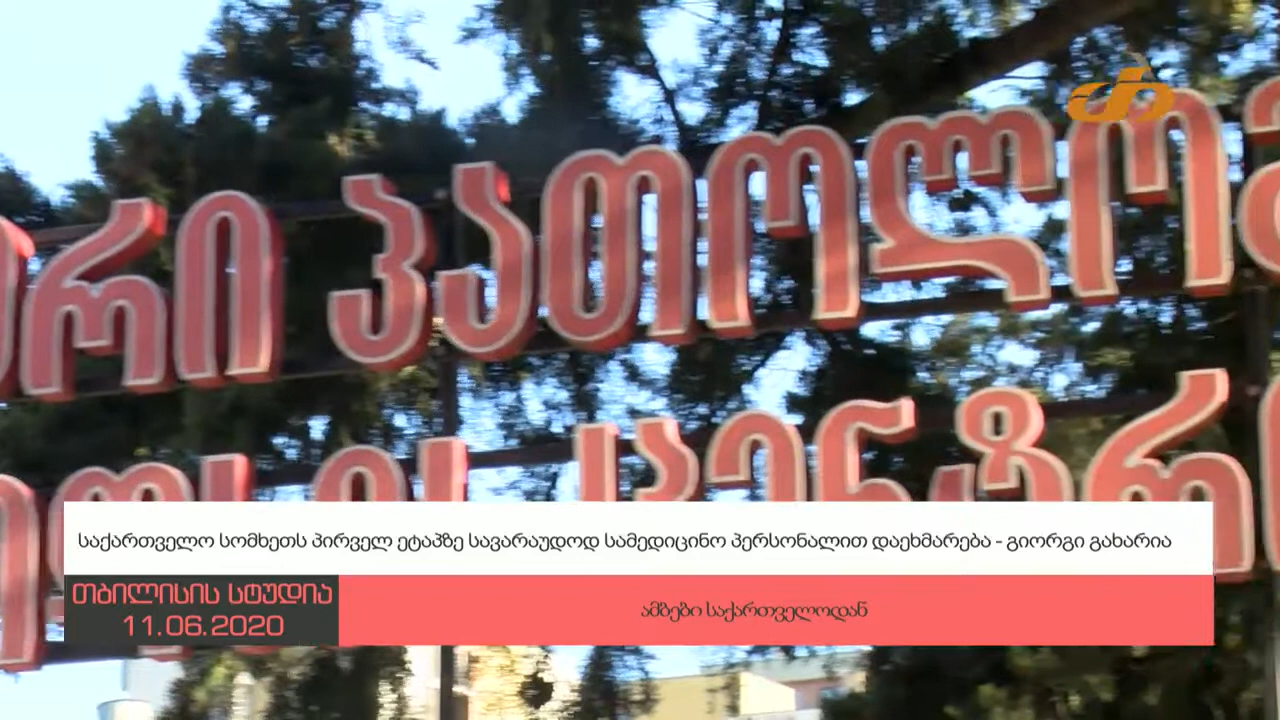 რი პათოლო
ცენტრი
საქართველო სომხეთს პირველ ეტაპზე სავარაუდოდ სამედიცინო პერსონალით დაეხმარება - გიორგი გახარია
თბილისის სტუდია
11.06.2020
ამბები საქართველოდან